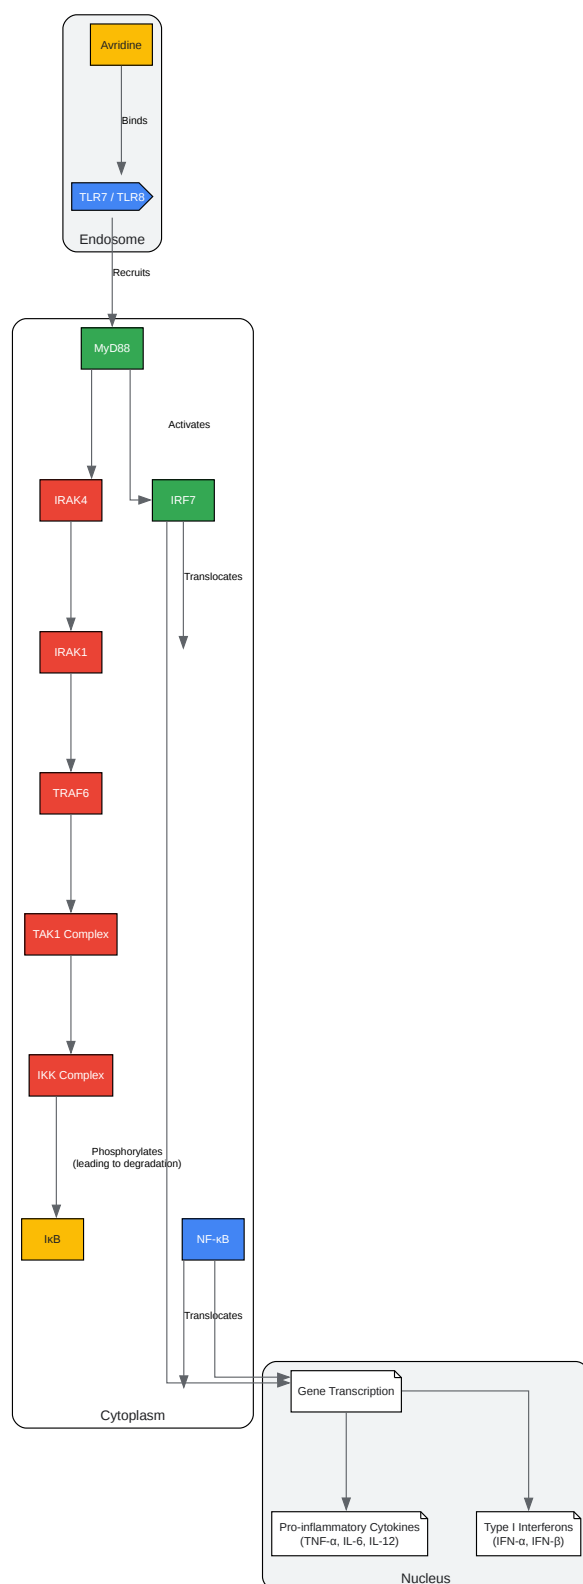 Avridine
Binds
TLR7 / TLR8
Endosome
Recruits
MyD88
Activates
IRAK4
IRF7
Translocates
IRAK1
TRAF6
TAK1 Complex
IKK Complex
Phosphorylates
(leading to degradation)
IκB
NF-κB
Translocates
Gene Transcription
Cytoplasm
Pro-inflammatory Cytokines
(TNF-α, IL-6, IL-12)
Type I Interferons
(IFN-α, IFN-β)
Nucleus